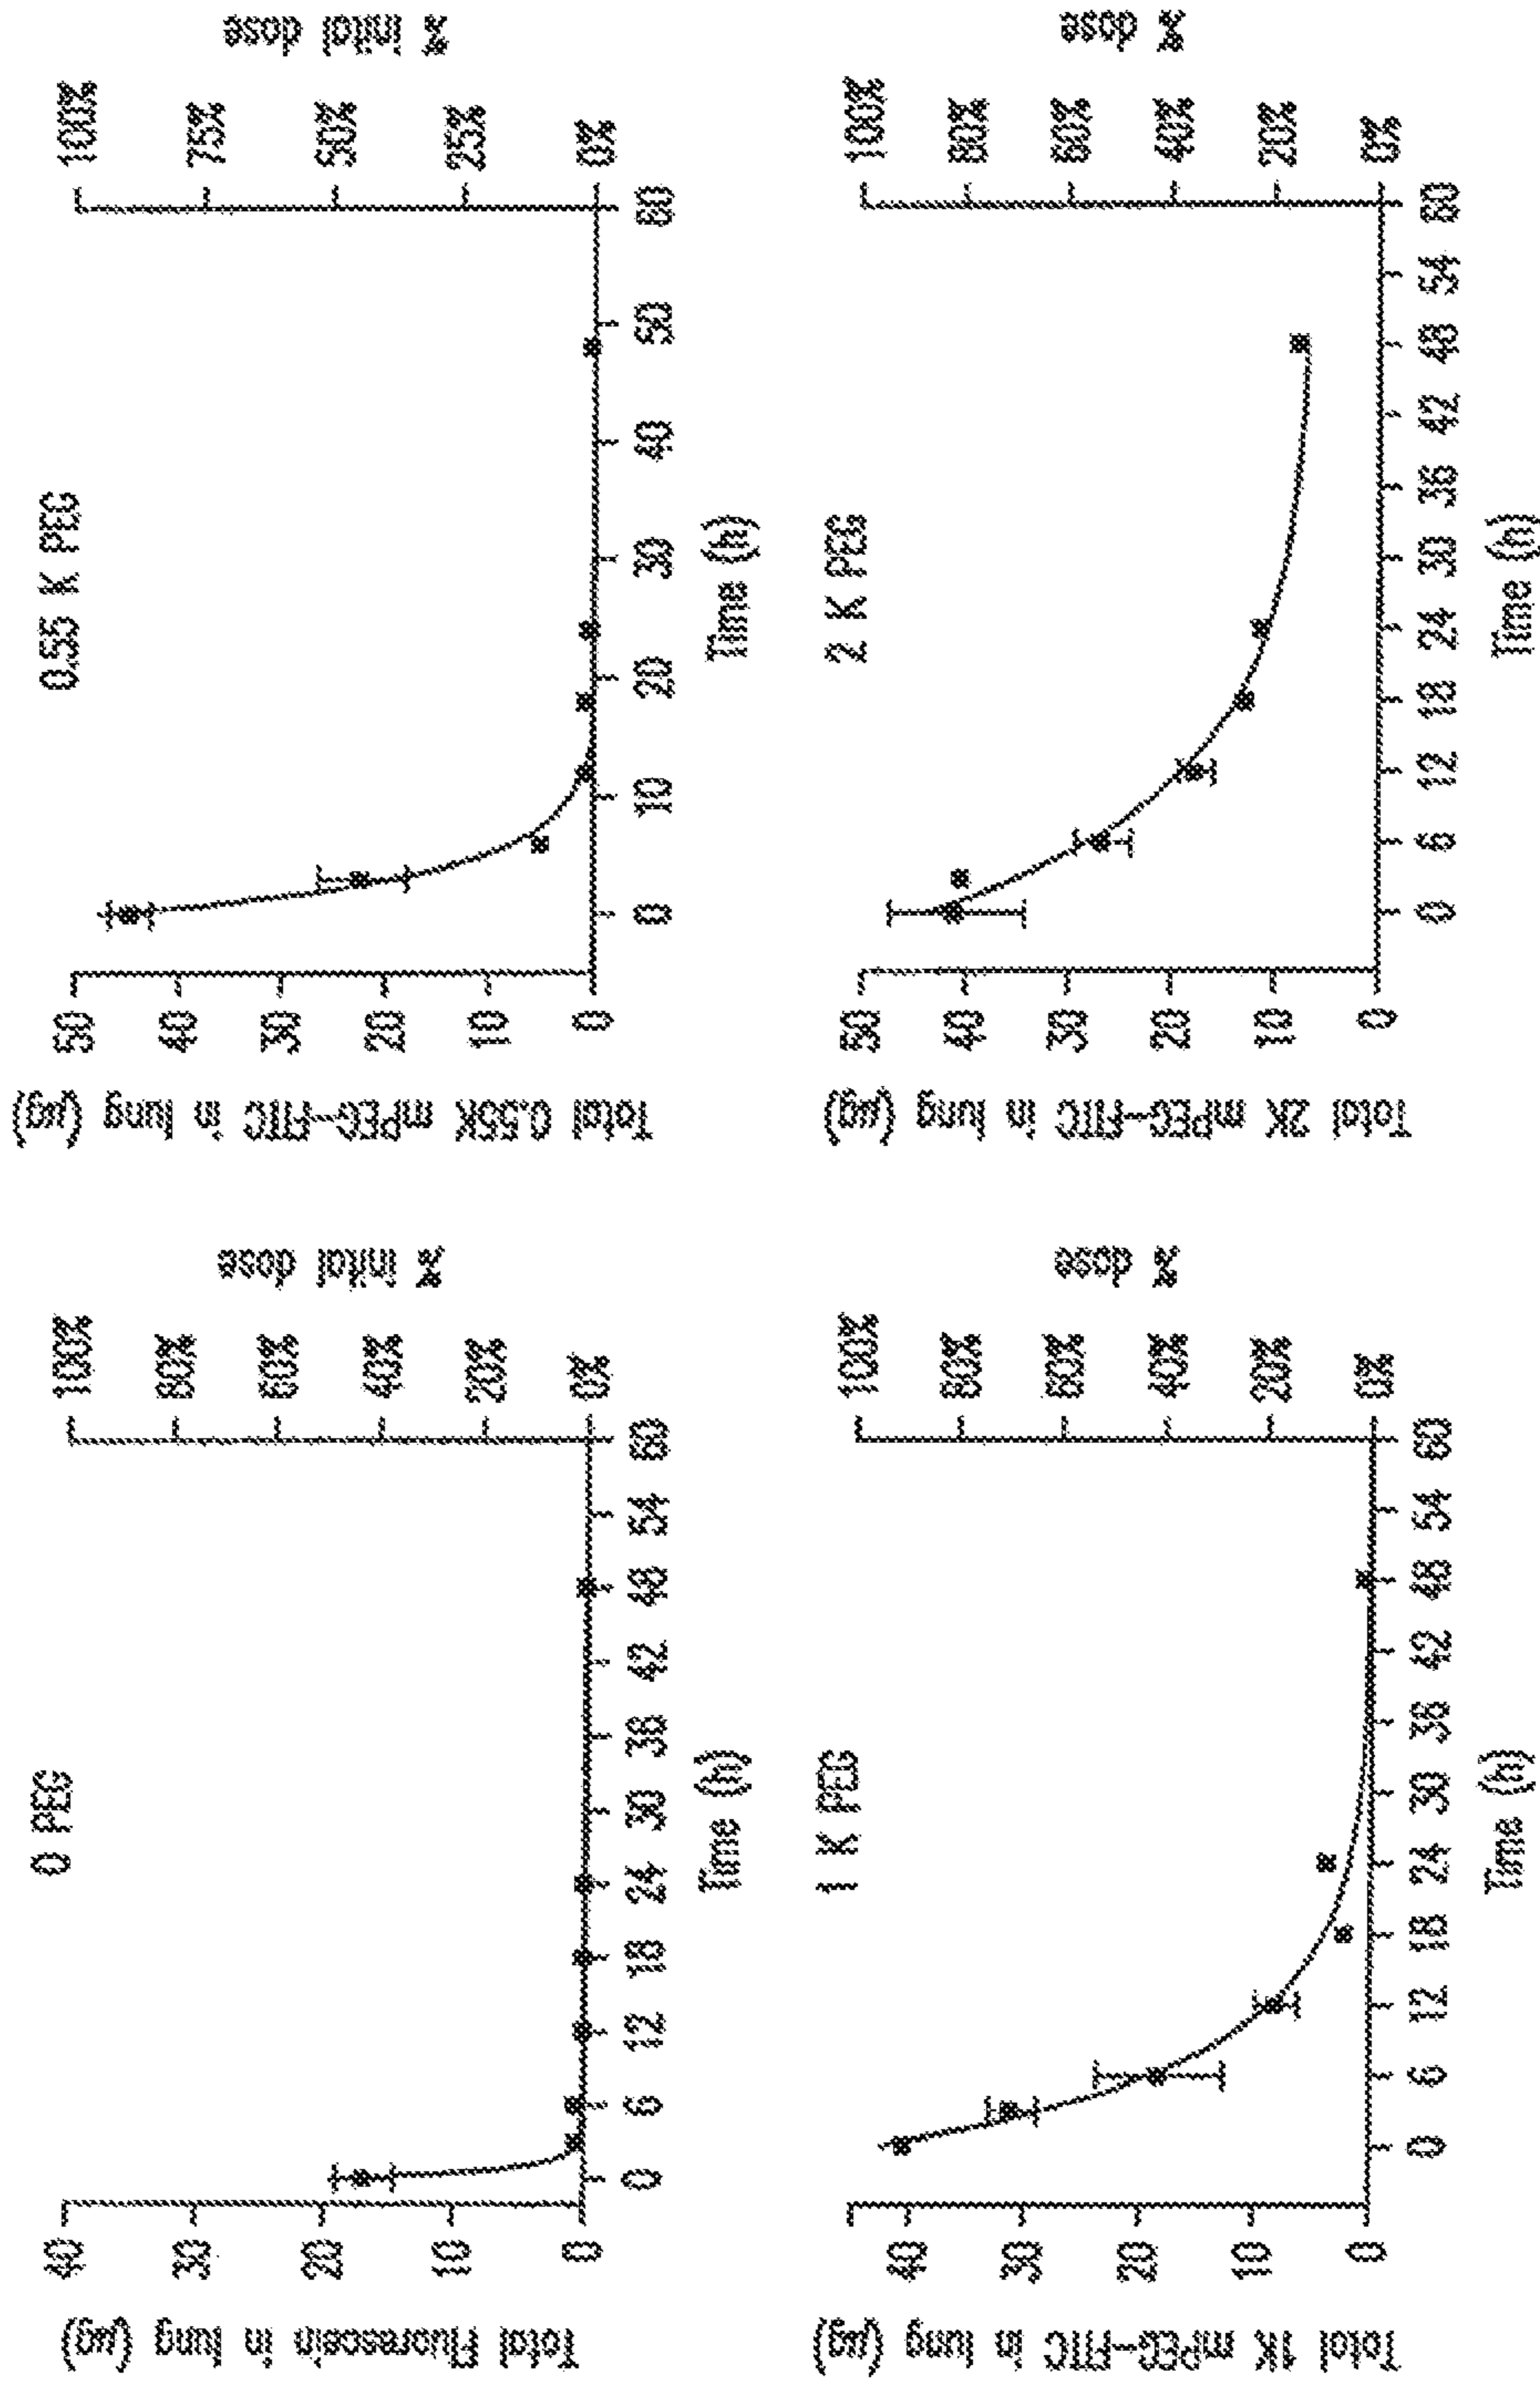 0 PEG
Total Fluorescein in lung (µg)
40
30
20
10
0
0 6 12 18 24 30 36 42 48 54 60
Time (h)
100%
80%
60%
40%
20%
0%
% inital dose
0.55 K PEG
Total 0.55K mPEG-FITC in lung (µg)
50
40
30
20
10
0
0 10 20 30 40 50 60
Time (h)
100%
75%
50%
25%
0%
% inital dose
1 K PEG
Total 1K mPEG-FITC in lung (µg)
40
30
20
10
0
0 6 12 18 24 30 36 42 48 54 60
Time (h)
100%
80%
60%
40%
20%
0%
% dose
2 K PEG
Total 2K mPEG-FITC in lung (µg)
50
40
30
20
10
0
0 6 12 18 24 30 36 42 48 54 60
Time (h)
100%
80%
60%
40%
20%
0%
% dose